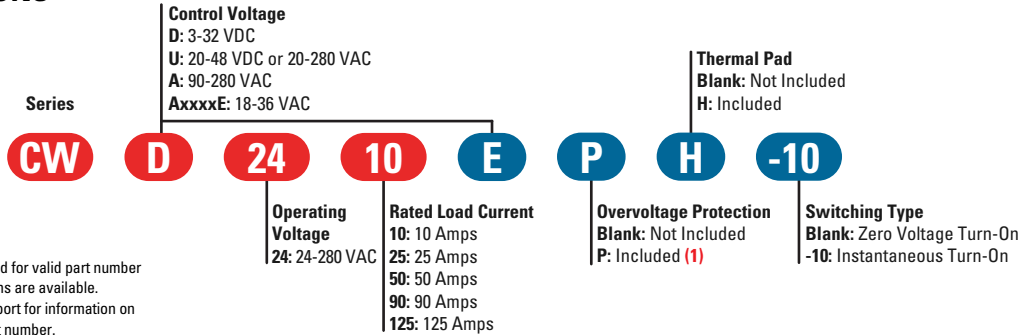 Control Voltage
D: 3-32 VDC
U: 20-48 VDC or 20-280 VAC
A: 90-280 VAC
AxxxxE: 18-36 VAC
Thermal Pad
Blank: Not Included
H: Included
Series
CW D 24 10 E P H -10
Operating
Voltage
24: 24-280 VAC
Rated Load Current
10: 10 Amps
25: 25 Amps
50: 50 Amps
90: 90 Amps
125: 125 Amps
Overvoltage Protection
Blank: Not Included
P: Included (1)
Switching Type
Blank: Zero Voltage Turn-On
-10: Instantaneous Turn-On
for valid part number
are available.
for information on
number.